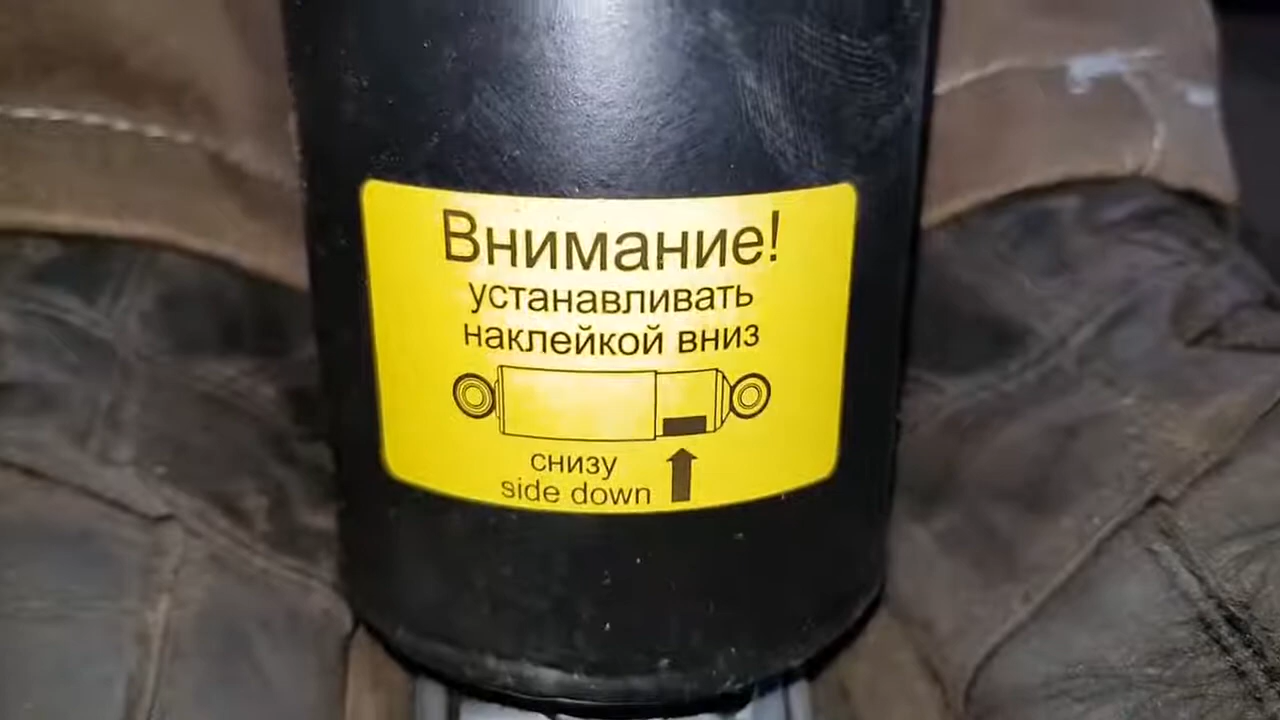 Внимание!
устанавливать
наклейкой вниз
снизу
side down